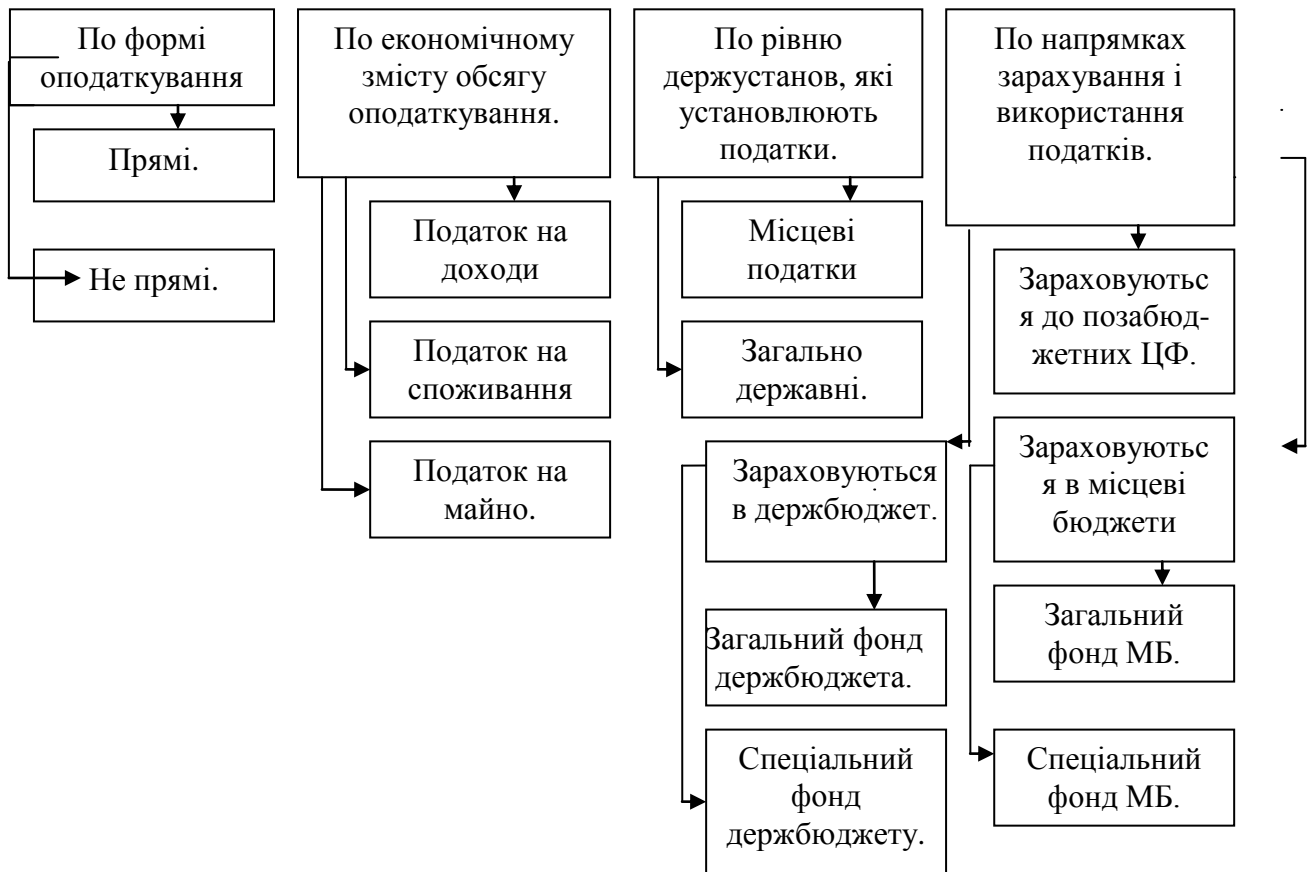 По формі
оподаткування
Прямі.
Не прямі.
По економічному
змісту обсягу
оподаткування.
Податок на
доходи
Податок на
споживання
Податок на
майно.
По рівню
держустанов, які
установлюють
податки.
Місцеві
податки
Загально
державні.
По напрямках
зарахування і
використання
податків.
Зараховуютьс
я до позабюд-
жетних ЦФ.
Зараховуються
в держбюджет.
Загальний фонд
держбюджета.
Спеціальний
фонд
держбюджету.
Зараховуютьс
я в місцеві
бюджети
Загальний
фонд МБ.
Спеціальний
фонд МБ.